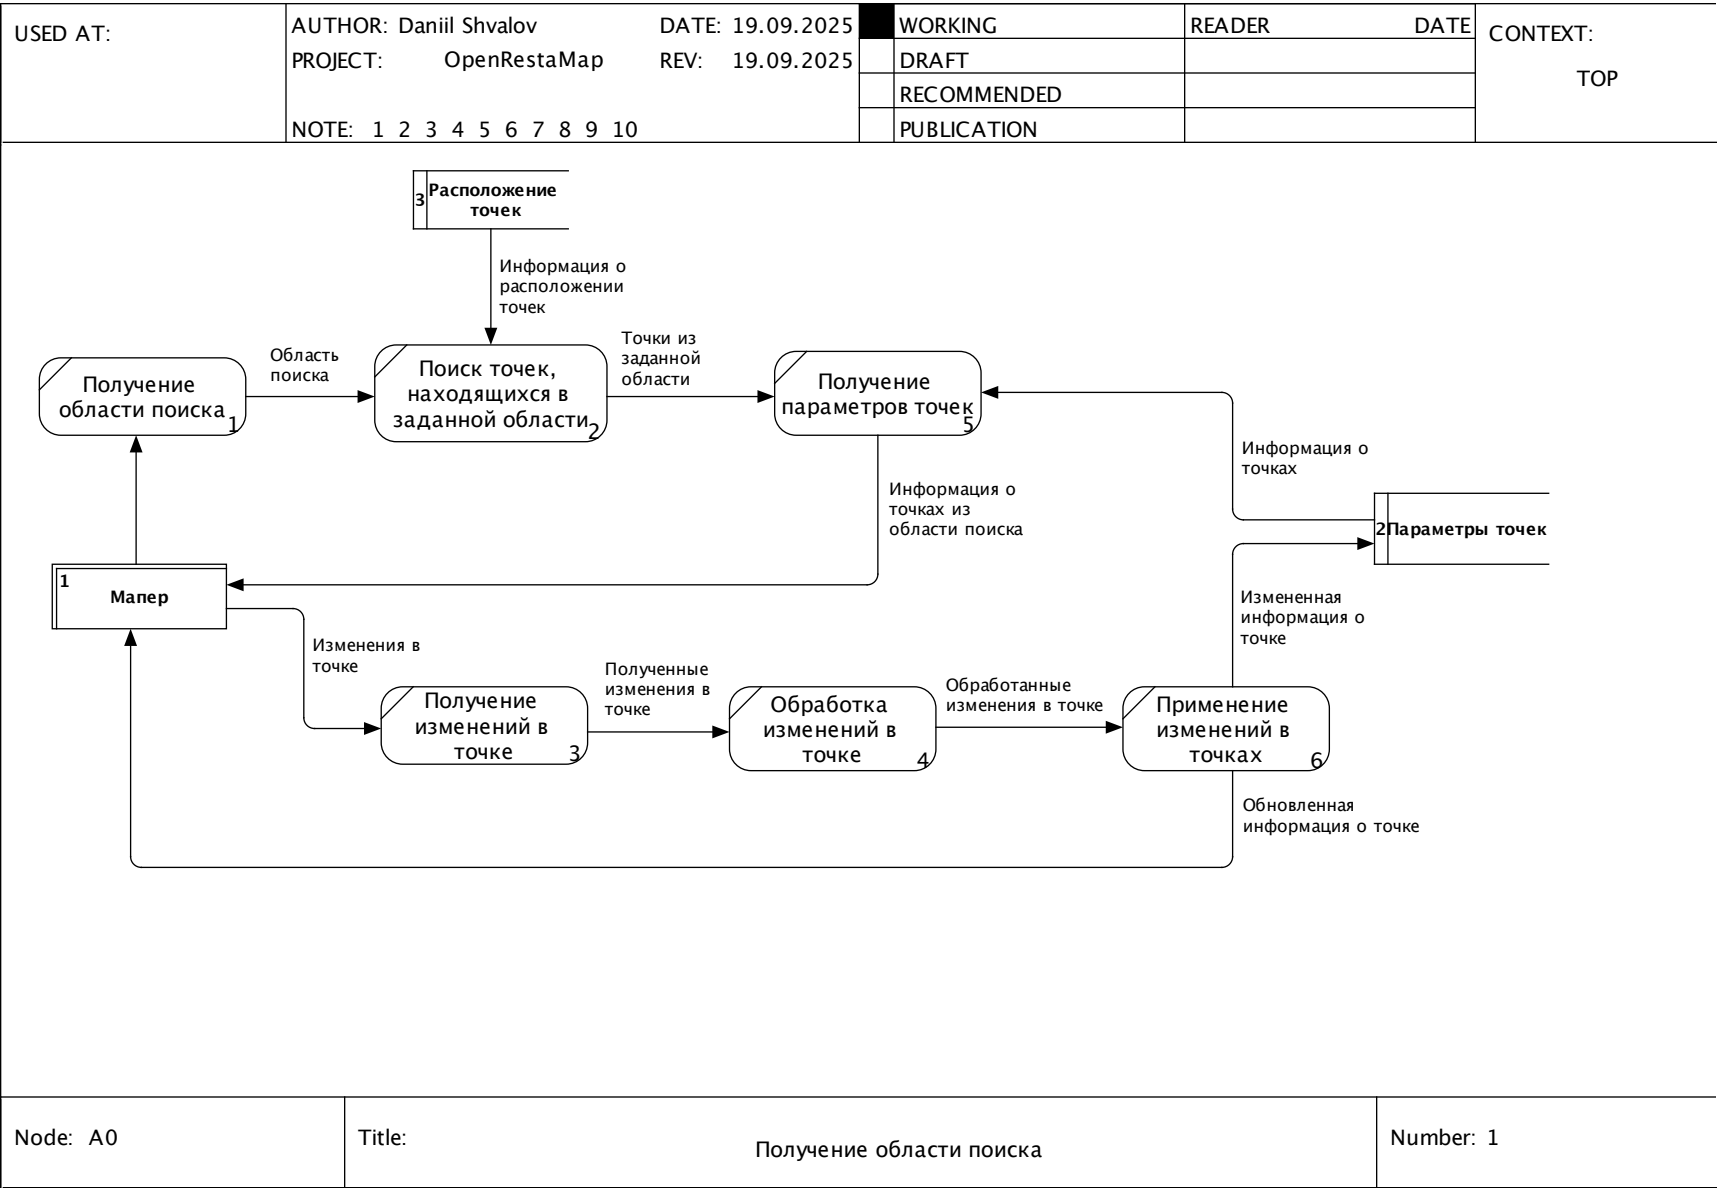 USED AT:
AUTHOR: Daniil Shvalov
DATE: 19.09.2025
PROJECT: OpenRestaMap
REV: 19.09.2025
NOTE: 1 2 3 4 5 6 7 8 9 10
WORKING
DRAFT
RECOMMENDED
PUBLICATION
READER DATE
CONTEXT:
TOP
3
Расположение
точек
Информация о
расположении
точек
Получение
области поиска
1
Область
поиска
Поиск точек,
находящихся в
заданной области
2
Точки из
заданной
области
Получение
параметров точек
5
Информация о
точках
Информация о
точках из
области поиска
2
Параметры точек
1
Мапер
Изменения в
точке
Получение
изменений в
точке
3
Полученные
изменения в
точке
Обработка
изменений в
точке
4
Обработанные
изменения в точке
Применение
изменений в
точках
6
Измененная
информация о
точке
Обновленная
информация о точке
Node: A0
Title:
Получение области поиска
Number: 1